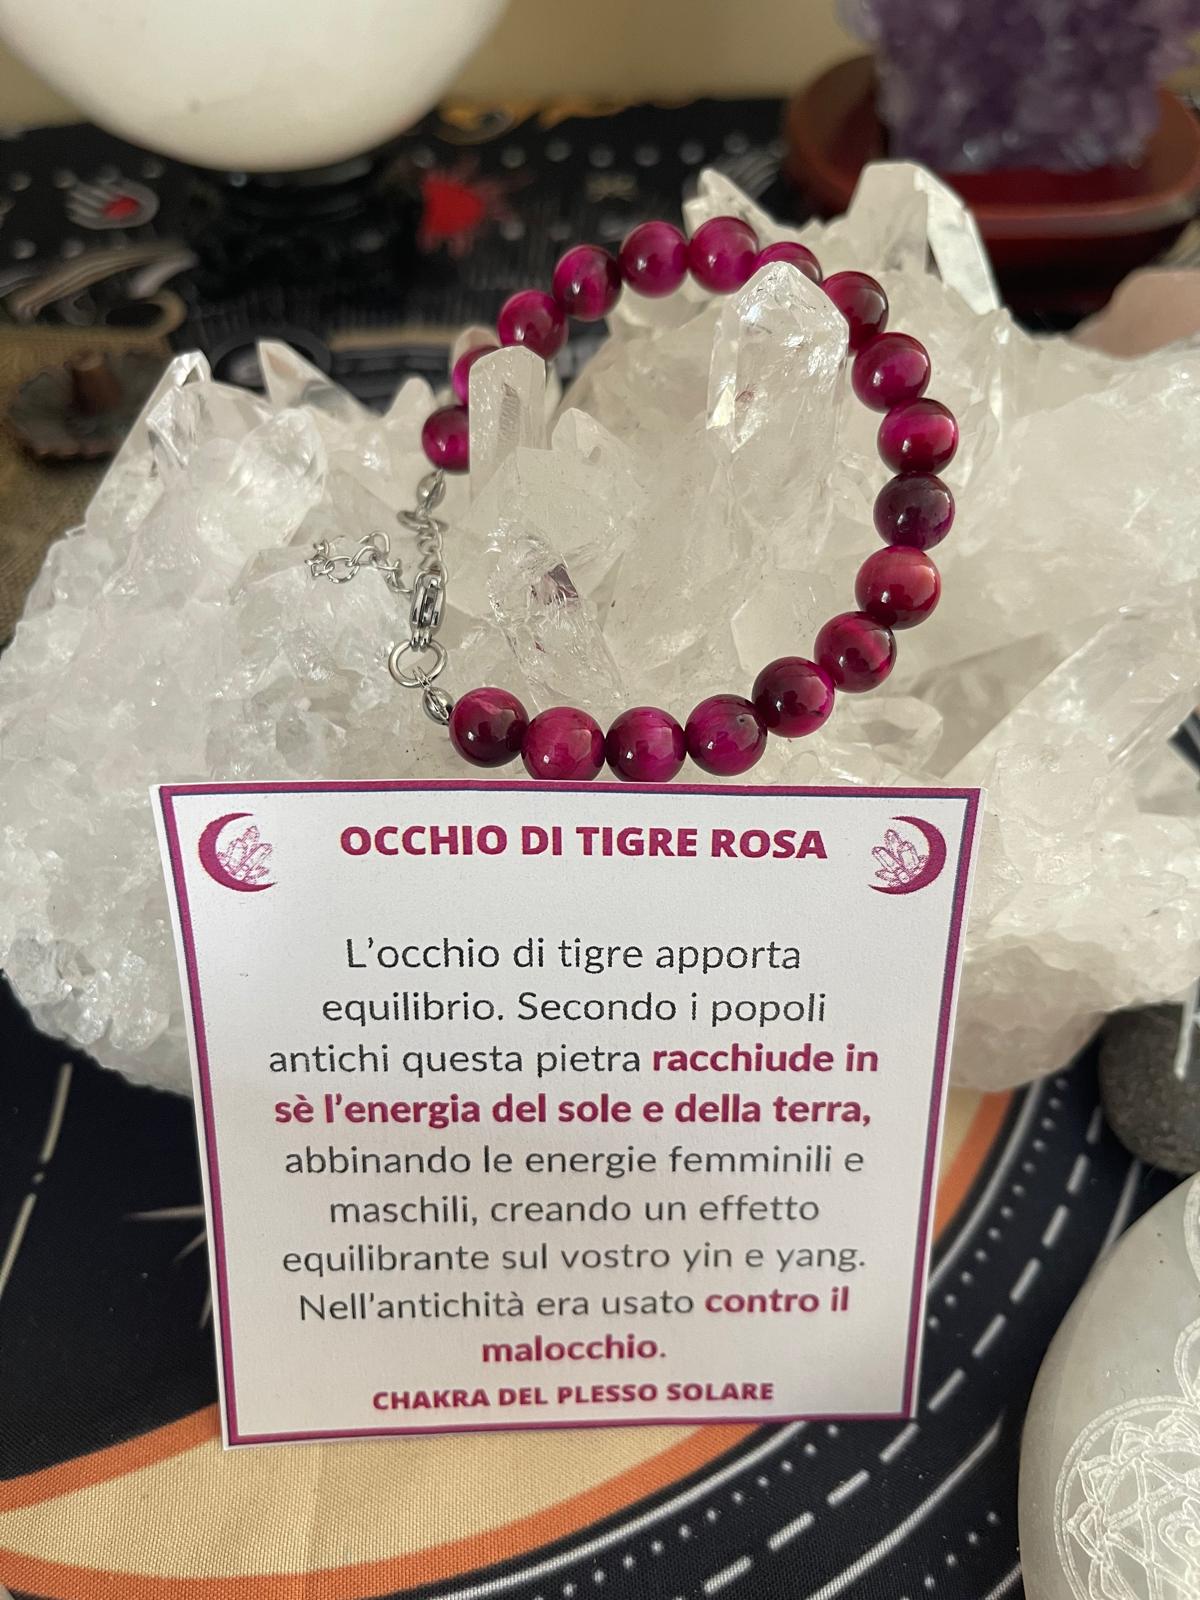 OCCHIO DI TIGRE ROSA
L'occhio di tigre apporta
equilibrio. Secondo i popoli
antichi questa pietra racchiude in
sè l'energia del sole e della terra,
abbinando le energie femminili e
maschili, creando un effetto
equilibrante sul vostro yin e yang.
Nell'antichità era usato contro il
malocchio.
CHAKRA DEL PLESSO SOLARE